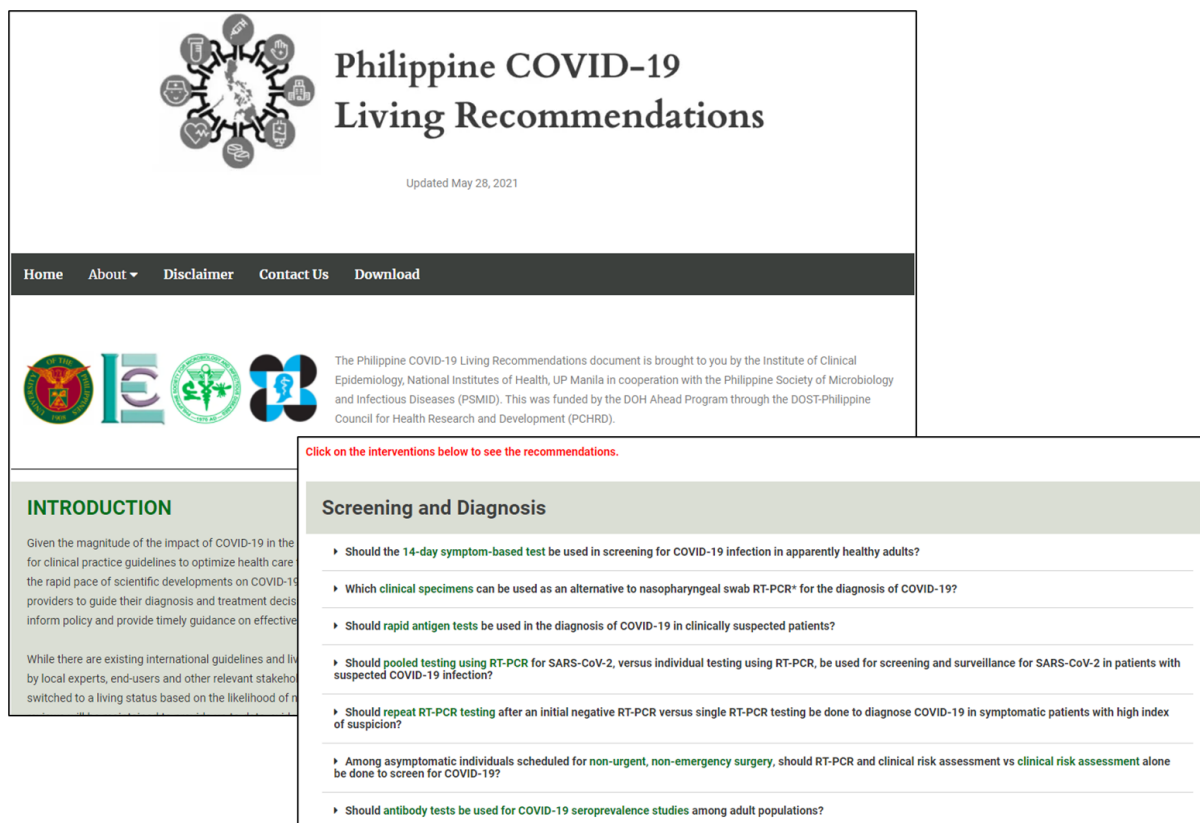 Philippine COVID-19
Living Recommendations
Updated May 28, 2021
Home About Disclaimer Contact Us Download
The Philippine COVID-19 Living Recommendations document is brought to you by the Institute of Clinical
Epidemiology, National Institutes of Health, UP Manila in cooperation with the Philippine Society of Microbiology
and Infectious Diseases (PSMID). This was funded by the DOH Ahead Program through the DOST-Philippine
Council for Health Research and Development (PCHRD).
INTRODUCTION
Given the magnitude of the impact of COVID-19 in the
for clinical practice guidelines to optimize health care
the rapid pace of scientific developments on COVID-19
providers to guide their diagnosis and treatment decis
inform policy and provide timely guidance on effective
While there are existing international guidelines and liv
by local experts, end-users and other relevant stakehol
switched to a living status based on the likelihood of n
Click on the interventions below to see the recommendations.
Screening and Diagnosis
Should the 14-day symptom-based test be used in screening for COVID-19 infection in apparently healthy adults?
Which clinical specimens can be used as an alternative to nasopharyngeal swab RT-PCR* for the diagnosis of COVID-19?
Should rapid antigen tests be used in the diagnosis of COVID-19 in clinically suspected patients?
Should pooled testing using RT-PCR for SARS-CoV-2, versus individual testing using RT-PCR, be used for screening and surveillance for SARS-CoV-2 in patients with
suspected COVID-19 infection?
Should repeat RT-PCR testing after an initial negative RT-PCR versus single RT-PCR testing be done to diagnose COVID-19 in symptomatic patients with high index
of suspicion?
Among asymptomatic individuals scheduled for non-urgent, non-emergency surgery, should RT-PCR and clinical risk assessment vs clinical risk assessment alone
be done to screen for COVID-19?
Should antibody tests be used for COVID-19 seroprevalence studies among adult populations?